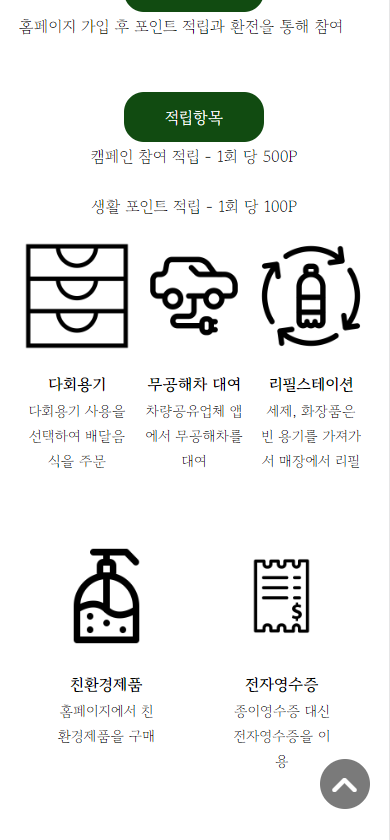 홈페이지 가입 후 포인트 적립과 환전을 통해 참여
적립항목
캠페인 참여 적립 - 1회 당 500P
생활 포인트 적립 - 1회 당 100P
다회용기
다회용기 사용을
선택하여 배달음
식을 주문
무공해차 대여
차량공유업체 앱
에서 무공해차를
대여
리필스테이션
세제, 화장품은
빈 용기를 가져가
서 매장에서 리필
$
친환경제품
홈페이지에서 친
환경제품을 구매
전자영수증
종이영수증 대신
전자영수증을 이
용